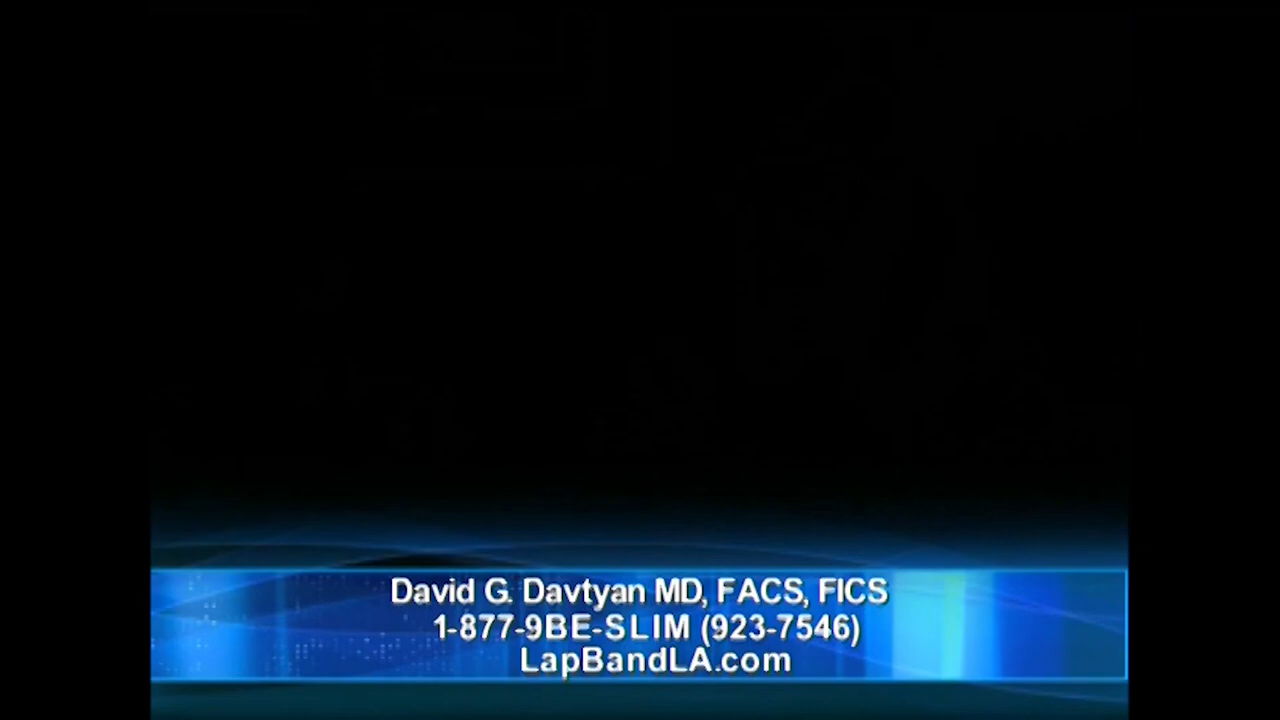 David G. Davtyan MD, FACS, FICS
1-877-9BE-SLIM (923-7546)
LapBandLA.com